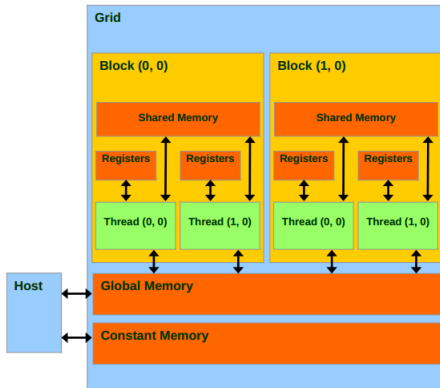 Grid
Block (0, 0)
Block (1, 0)
Shared Memory
Shared Memory
Registers
Registers
Registers
Registers
Thread (0, 0)
Thread (1, 0)
Thread (0, 0)
Thread (1, 0)
Host
Global Memory
Constant Memory